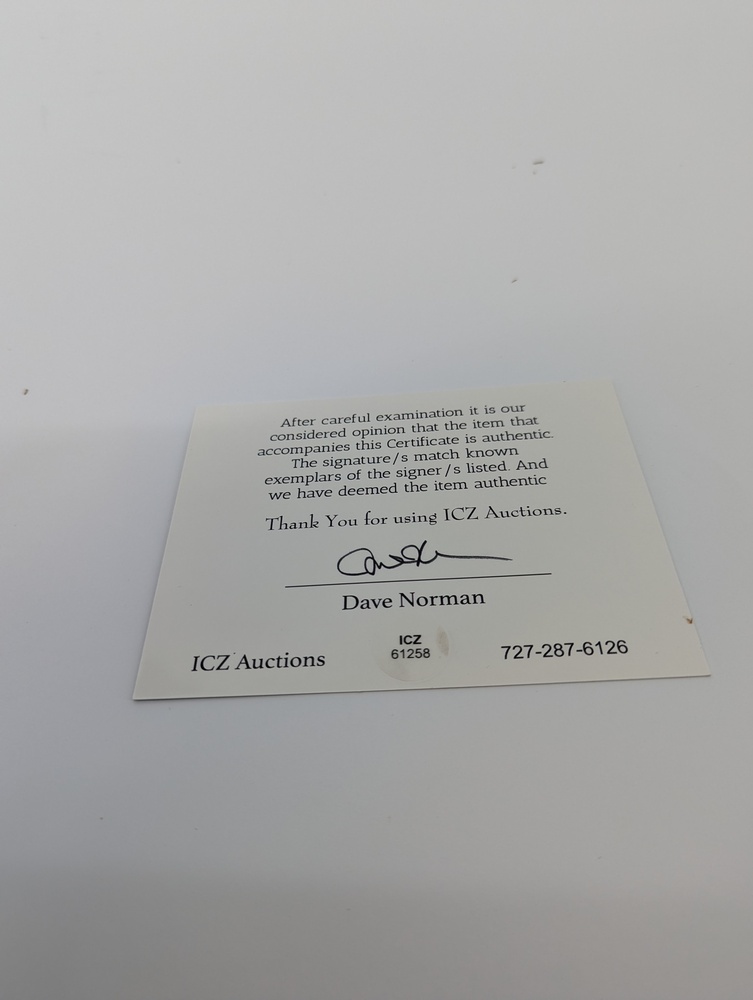 After careful examination it is our
considered opinion that the item that
accompanies this Certificate is authentic.
The signature/s match known
exemplars of the signer/s listed. And
we have deemed the item authentic
Thank You for using ICZ Auctions.
Dave Norman
ICZ Auctions
ICZ
61258
727-287-6126